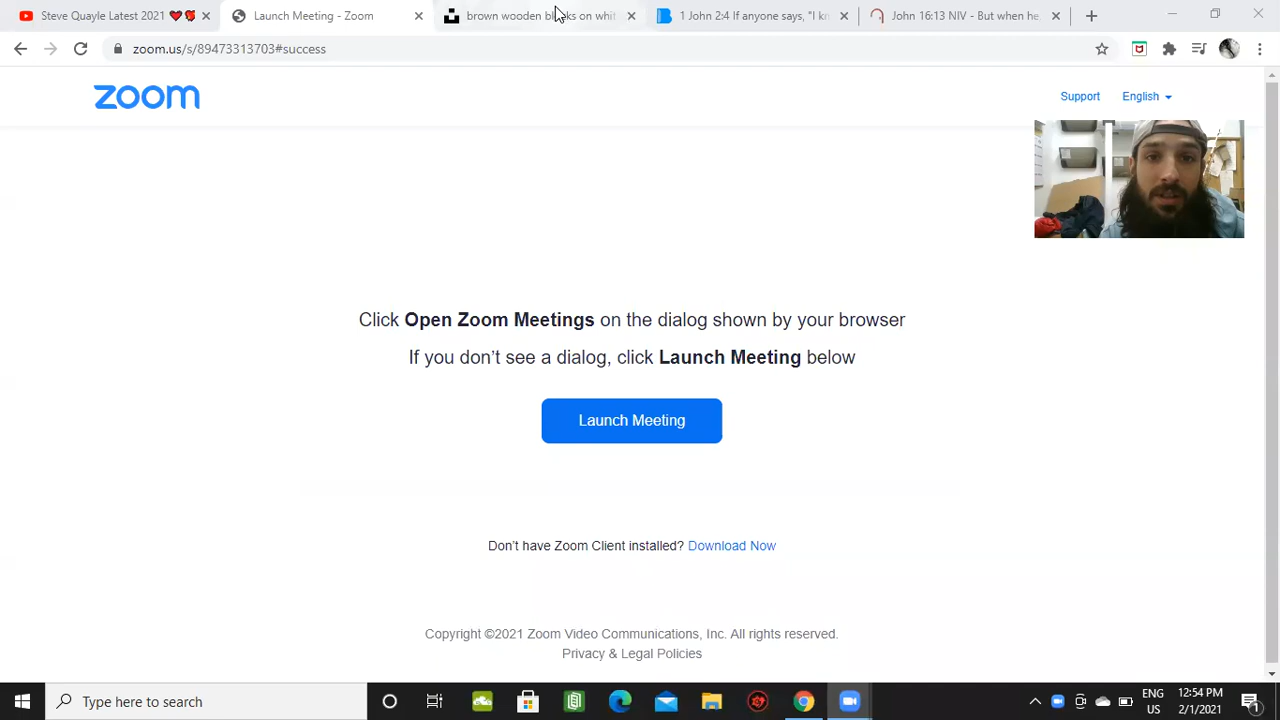 Steve Quayle Latest 2021
Launch Meeting - Zoom
brown wooden blocks on whit
1 John 2:4 If anyone says, "I kn
John 16:13 NIV - But when he,
zoom.us/s/89473313703#success
zoom
Support
English
Click Open Zoom Meetings on the dialog shown by your browser
If you don't see a dialog, click Launch Meeting below
Launch Meeting
Don't have Zoom Client installed? Download Now
Copyright ©2021 Zoom Video Communications, Inc. All rights reserved.
Privacy & Legal Policies
Type here to search
ENG
US
12:54 PM
2/1/2021
1